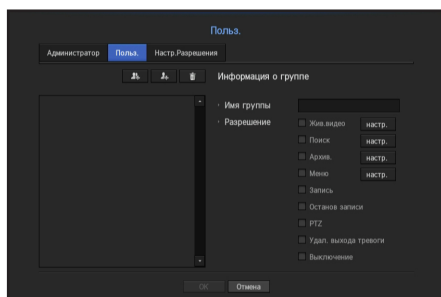 Польз.
Администратор Польз. Настр.Разрешения
Информация о группе
· Имя группы
· Разрешение Жив.видео настр.
Поиск настр.
Архив. настр.
Меню настр.
Запись
Останов записи
PTZ
Удал. выхода тревоги
Выключение
OK Отмена